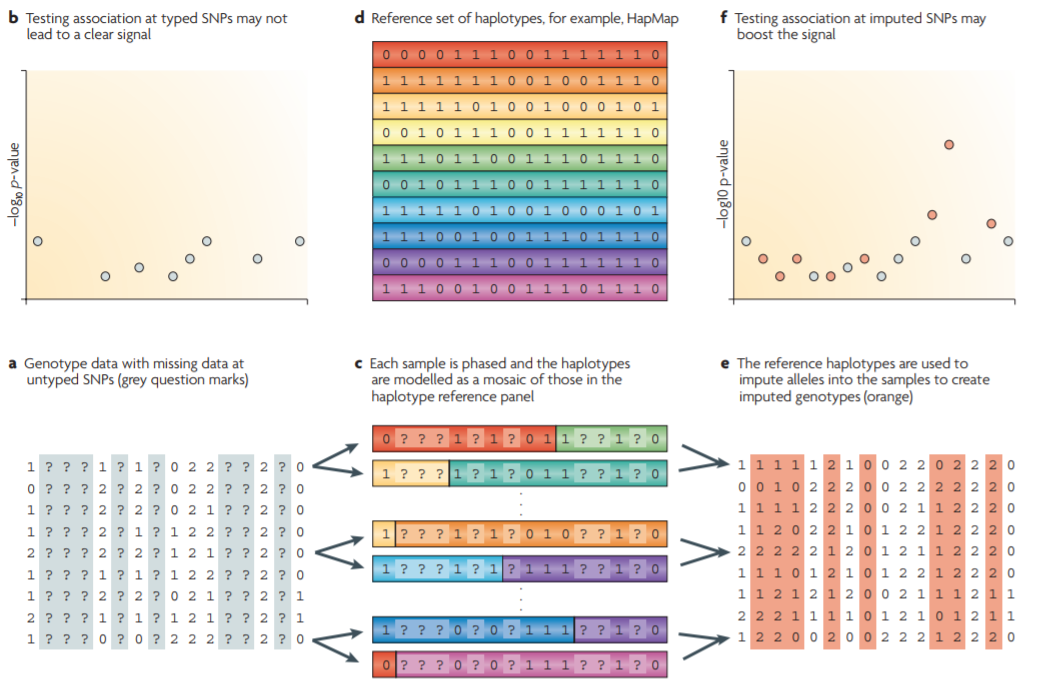 b Testing association at typed SNPs may not
lead to a clear signal
–log10 p-value
d Reference set of haplotypes, for example, HapMap
0 0 0 0 1 1 1 0 0 1 1 1 1 1 1 0
1 1 1 1 1 1 1 0 0 1 0 0 1 1 1 0
1 1 1 1 1 0 1 0 0 1 0 0 0 1 0 1
0 0 1 0 1 1 1 0 0 1 1 1 1 1 1 0
1 1 1 0 1 1 0 0 1 1 1 0 1 1 1 0
0 0 1 0 1 1 1 0 0 1 1 1 1 1 1 0
1 1 1 1 1 0 1 0 0 1 0 0 0 1 0 1
1 1 1 0 0 1 0 0 1 1 1 0 1 1 1 0
0 0 0 0 1 1 1 0 0 1 1 1 1 1 1 0
1 1 1 0 0 1 0 0 1 1 1 0 1 1 1 0
f Testing association at imputed SNPs may
boost the signal
–log10 p-value
a Genotype data with missing data at
untyped SNPs (grey question marks)
1 ? ? ? 1 ? 1 ? 0 2 2 ? ? 2 ? 0
0 ? ? ? 2 ? 2 ? 0 2 2 ? ? 2 ? 0
1 ? ? ? 2 ? 2 ? 0 2 1 ? ? 2 ? 0
1 ? ? ? 2 ? 1 ? 1 2 2 ? ? 2 ? 0
2 ? ? ? 2 ? 2 ? 1 2 1 ? ? 2 ? 0
1 ? ? ? 1 ? 1 ? 1 2 2 ? ? 2 ? 0
1 ? ? ? 2 ? 2 ? 0 2 1 ? ? 2 ? 1
2 ? ? ? 1 ? 1 ? 1 2 1 ? ? 2 ? 1
1 ? ? ? 0 ? 0 ? 2 2 2 ? ? 2 ? 0
c Each sample is phased and the haplotypes
are modelled as a mosaic of those in the
haplotype reference panel
0 ? ? ? 1 ? 1 ? 0 1 1 ? ? 1 ? 0
1 ? ? ? 1 ? 1 ? 0 1 1 ? ? 1 ? 0
1 ? ? ? 1 ? 1 ? 0 1 0 ? ? 1 ? 0
1 ? ? ? 1 ? 1 ? 1 1 1 ? ? 1 ? 0
1 ? ? ? 0 ? 0 ? 1 1 1 ? ? 1 ? 0
0 ? ? ? 0 ? 0 ? 1 1 1 ? ? 1 ? 0
e The reference haplotypes are used to
impute alleles into the samples to create
imputed genotypes (orange)
1 1 1 1 1 2 1 0 0 2 2 0 2 2 2 0
0 0 1 0 2 2 2 0 0 2 2 2 2 2 2 0
1 1 1 1 2 2 2 0 0 2 1 1 2 2 2 0
1 1 2 0 2 2 1 0 1 2 2 1 2 2 2 0
2 2 2 2 2 1 2 0 1 2 1 1 2 2 2 0
1 1 1 0 1 2 1 0 1 2 2 1 2 2 2 0
1 1 2 1 2 1 2 0 0 2 1 1 1 2 1 1
2 2 2 1 1 1 1 0 1 2 1 0 1 2 1 1
1 2 2 0 0 2 0 0 2 2 2 1 2 2 2 0